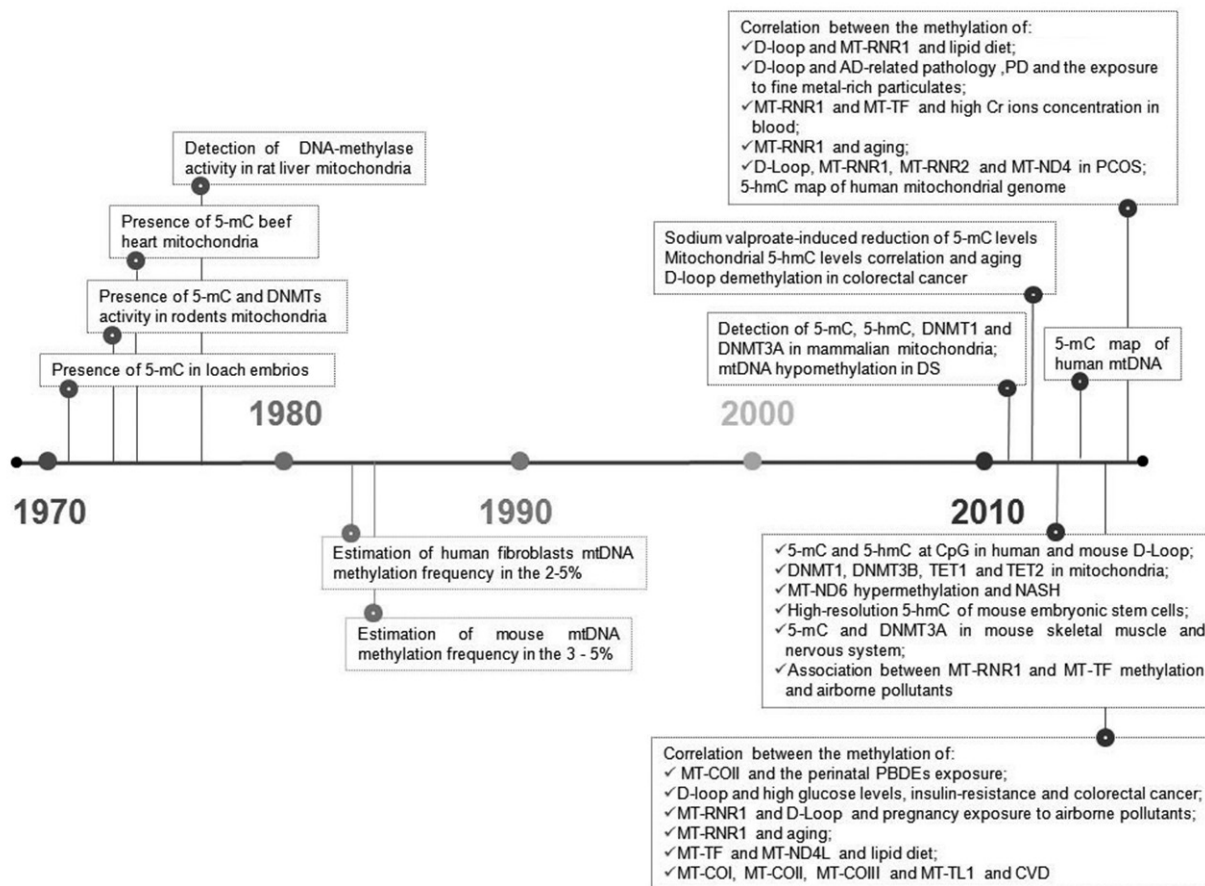 Correlation between the methylation of:
✓D-loop and MT-RNR1 and lipid diet;
✓D-loop and AD-related pathology ,PD and the exposure
to fine metal-rich particulates;
✓MT-RNR1 and MT-TF and high Cr ions concentration in
blood;
✓MT-RNR1 and aging;
✓D-Loop, MT-RNR1, MT-RNR2 and MT-ND4 in PCOS;
5-hmC map of human mitochondrial genome
Detection of DNA-methylase
activity in rat liver mitochondria
Presence of 5-mC beef
heart mitochondria
Presence of 5-mC and DNMTs
activity in rodents mitochondria
Presence of 5-mC in loach embrios
Sodium valproate-induced reduction of 5-mC levels
Mitochondrial 5-hmC levels correlation and aging
D-loop demethylation in colorectal cancer
Detection of 5-mC, 5-hmC, DNMT1 and
DNMT3A in mammalian mitochondria;
mtDNA hypomethylation in DS
5-mC map of
human mtDNA
1980
2000
1970
1990
2010
Estimation of human fibroblasts mtDNA
methylation frequency in the 2-5%
Estimation of mouse mtDNA
methylation frequency in the 3 - 5%
✓5-mC and 5-hmC at CpG in human and mouse D-Loop;
✓DNMT1, DNMT3B, TET1 and TET2 in mitochondria;
✓MT-ND6 hypermethylation and NASH
✓High-resolution 5-hmC of mouse embryonic stem cells;
✓5-mC and DNMT3A in mouse skeletal muscle and
nervous system;
✓Association between MT-RNR1 and MT-TF methylation
and airborne pollutants
Correlation between the methylation of:
✓ MT-COII and the perinatal PBDEs exposure;
✓D-loop and high glucose levels, insulin-resistance and colorectal cancer;
✓MT-RNR1 and D-Loop and pregnancy exposure to airborne pollutants;
✓MT-RNR1 and aging;
✓MT-TF and MT-ND4L and lipid diet;
✓MT-COI, MT-COII, MT-COIII and MT-TL1 and CVD